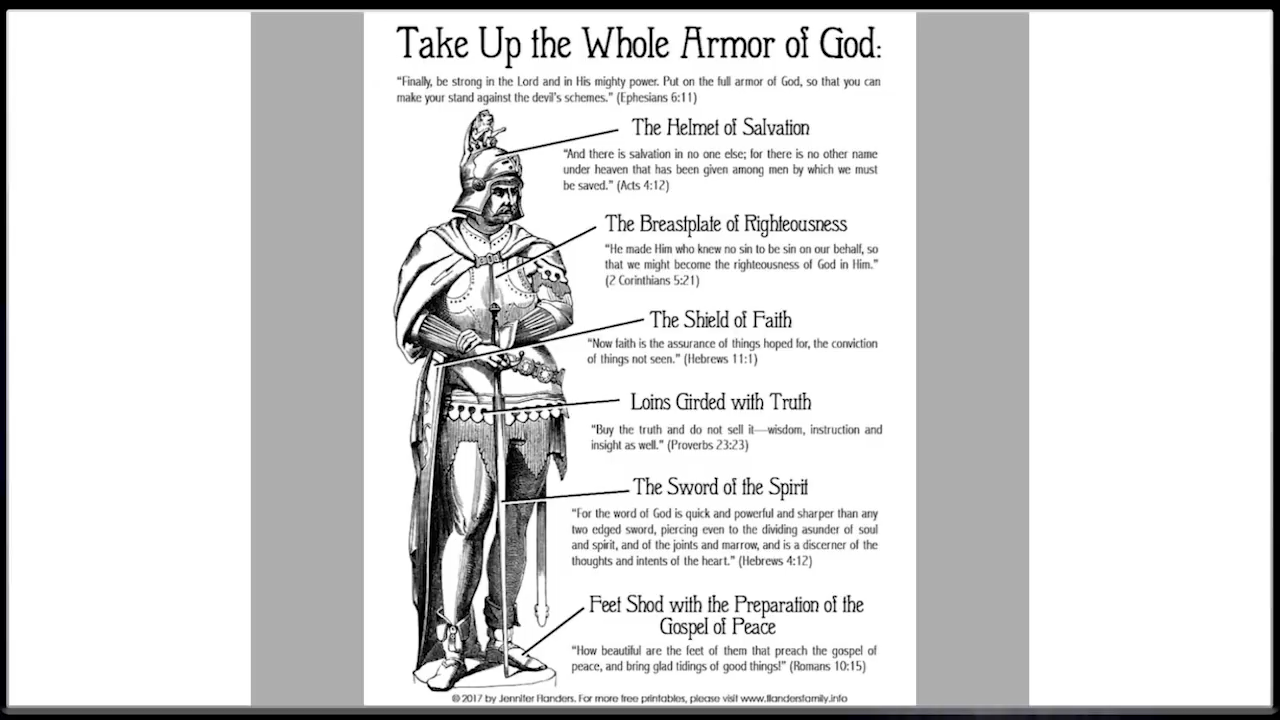 Take Up the Whole Armor of God:
“Finally, be strong in the Lord and in His mighty power. Put on the full armor of God, so that you can
make your stand against the devil’s schemes.” (Ephesians 6:11)
The Helmet of Salvation
“And there is salvation in no one else; for there is no other name
under heaven that has been given among men by which we must
be saved.” (Acts 4:12)
The Breastplate of Righteousness
“He made Him who knew no sin to be sin on our behalf, so
that we might become the righteousness of God in Him.”
(2 Corinthians 5:21)
The Shield of Faith
“Now faith is the assurance of things hoped for, the conviction
of things not seen.” (Hebrews 11:1)
Loins Girded with Truth
“Buy the truth and do not sell it—wisdom, instruction and
insight as well.” (Proverbs 23:23)
The Sword of the Spirit
“For the word of God is quick and powerful and sharper than any
two edged sword, piercing even to the dividing asunder of soul
and spirit, and of the joints and marrow, and is a discerner of the
thoughts and intents of the heart.” (Hebrews 4:12)
Feet Shod with the Preparation of the
Gospel of Peace
“How beautiful are the feet of them that preach the gospel of
peace, and bring glad tidings of good things!” (Romans 10:15)
© 2017 by Jennifer Flanders. For more free printables, please visit www.flandersfamily.info